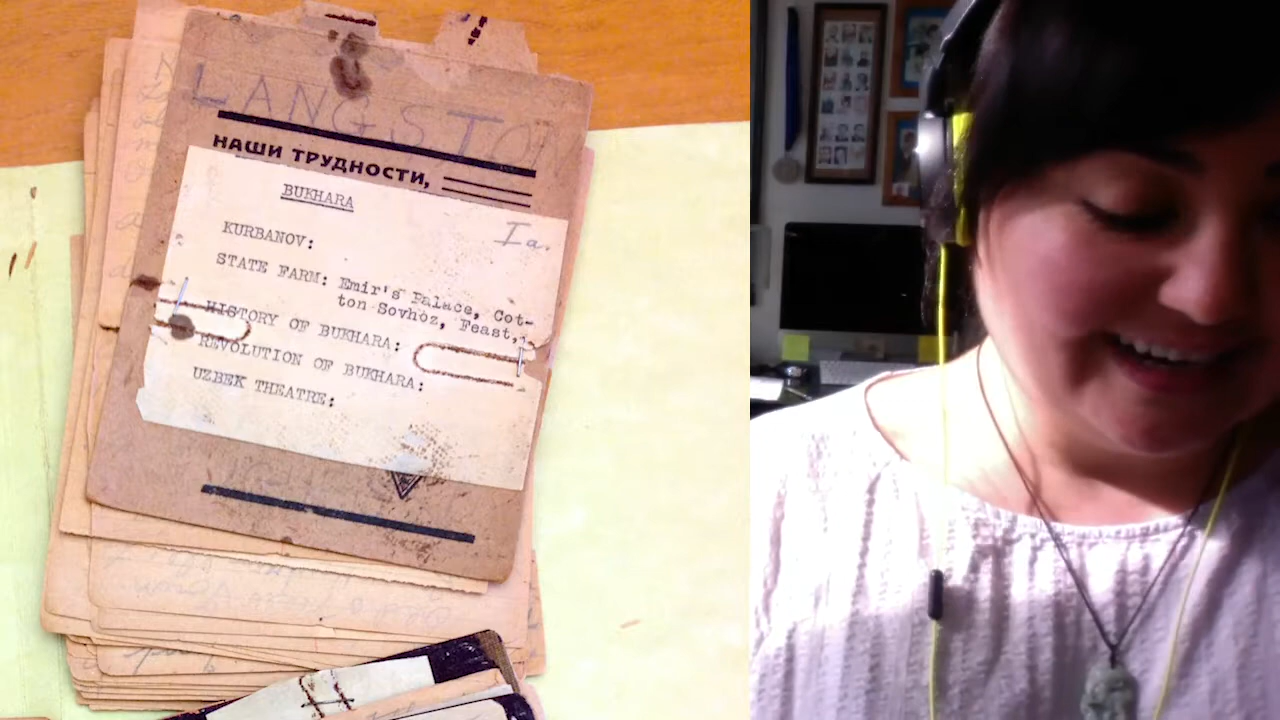 LANGSTON
НАШИ ТРУДНОСТИ,
BUKHARA
Ia.
KURBANOV:
STATE FARM: Emir's Palace, Cot-
ton Sovhoz, Feast,
HISTORY OF BUKHARA:
REVOLUTION OF BUKHARA:
UZBEK THEATRE: